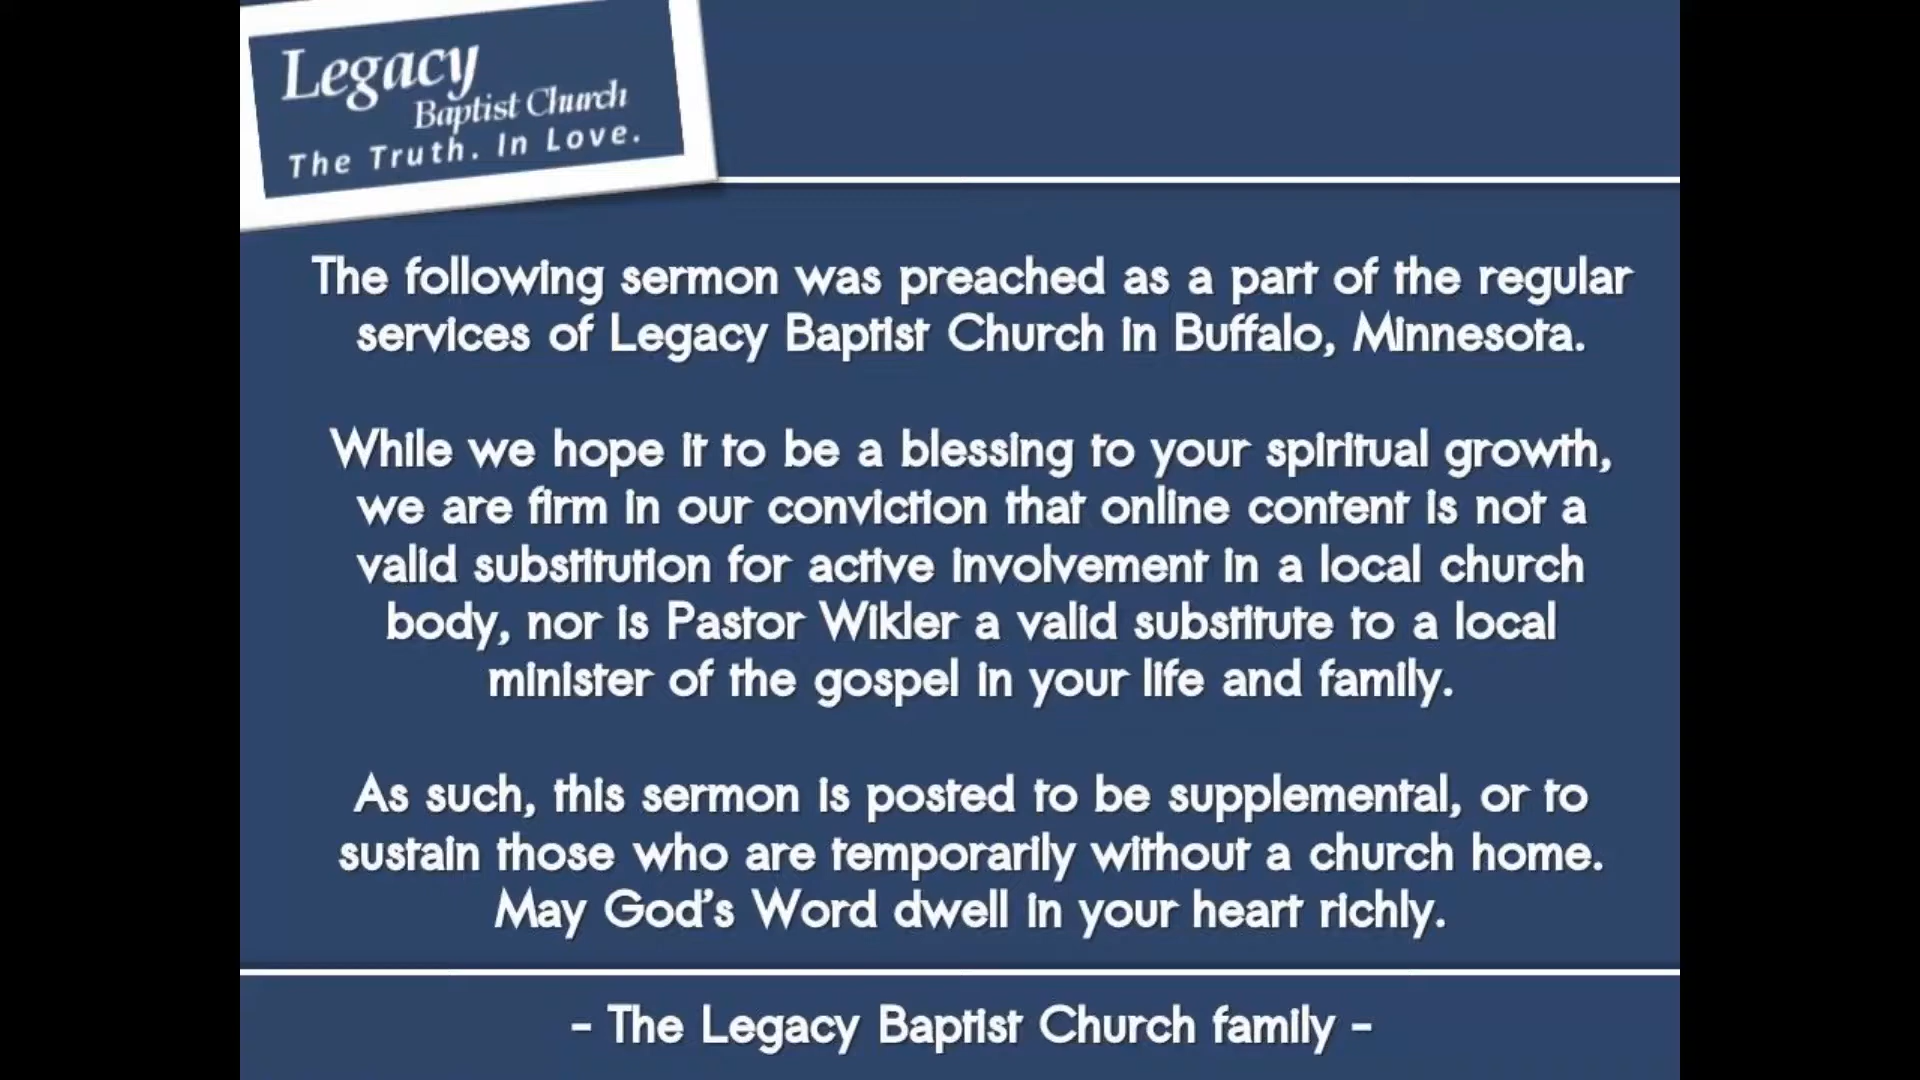 Legacy
Baptist Church
The Truth. In Love.
The following sermon was preached as a part of the regular
services of Legacy Baptist Church in Buffalo, Minnesota.
While we hope it to be a blessing to your spiritual growth,
we are firm in our conviction that online content is not a
valid substitution for active involvement in a local church
body, nor is Pastor Wikler a valid substitute to a local
minister of the gospel in your life and family.
As such, this sermon is posted to be supplemental, or to
sustain those who are temporarily without a church home.
May God’s Word dwell in your heart richly.
- The Legacy Baptist Church family -